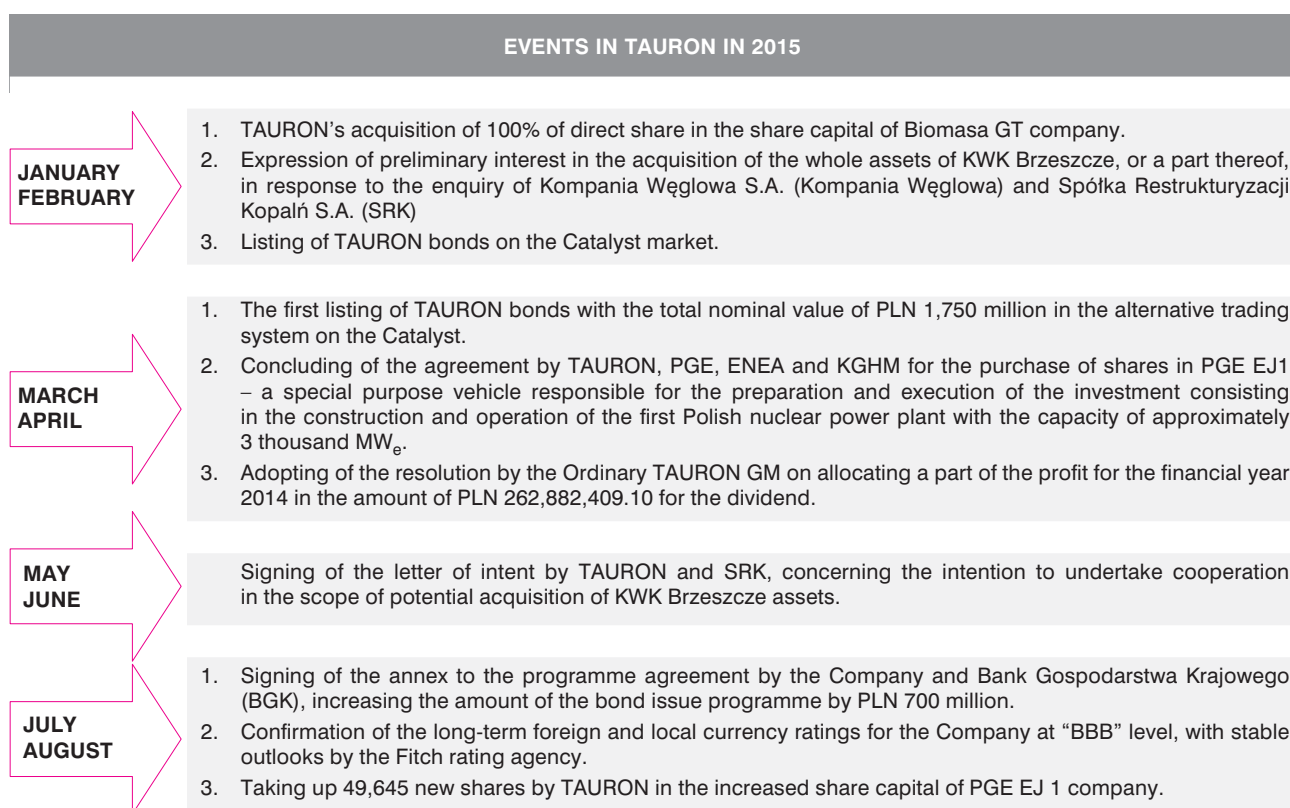 EVENTS IN TAURON IN 2015
JANUARY
FEBRUARY
1. TAURON's acquisition of 100% of direct share in the share capital of Biomasa GT company.
2. Expression of preliminary interest in the acquisition of the whole assets of KWK Brzeszcze, or a part thereof,
in response to the enquiry of Kompania Węglowa S.A. (Kompania Węglowa) and Spółka Restrukturyzacji
Kopalń S.A. (SRK)
3. Listing of TAURON bonds on the Catalyst market.
MARCH
APRIL
1. The first listing of TAURON bonds with the total nominal value of PLN 1,750 million in the alternative trading
system on the Catalyst.
2. Concluding of the agreement by TAURON, PGE, ENEA and KGHM for the purchase of shares in PGE EJ1
– a special purpose vehicle responsible for the preparation and execution of the investment consisting
in the construction and operation of the first Polish nuclear power plant with the capacity of approximately
3 thousand MWe.
3. Adopting of the resolution by the Ordinary TAURON GM on allocating a part of the profit for the financial year
2014 in the amount of PLN 262,882,409.10 for the dividend.
MAY
JUNE
Signing of the letter of intent by TAURON and SRK, concerning the intention to undertake cooperation
in the scope of potential acquisition of KWK Brzeszcze assets.
JULY
AUGUST
1. Signing of the annex to the programme agreement by the Company and Bank Gospodarstwa Krajowego
(BGK), increasing the amount of the bond issue programme by PLN 700 million.
2. Confirmation of the long-term foreign and local currency ratings for the Company at “BBB” level, with stable
outlooks by the Fitch rating agency.
3. Taking up 49,645 new shares by TAURON in the increased share capital of PGE EJ 1 company.